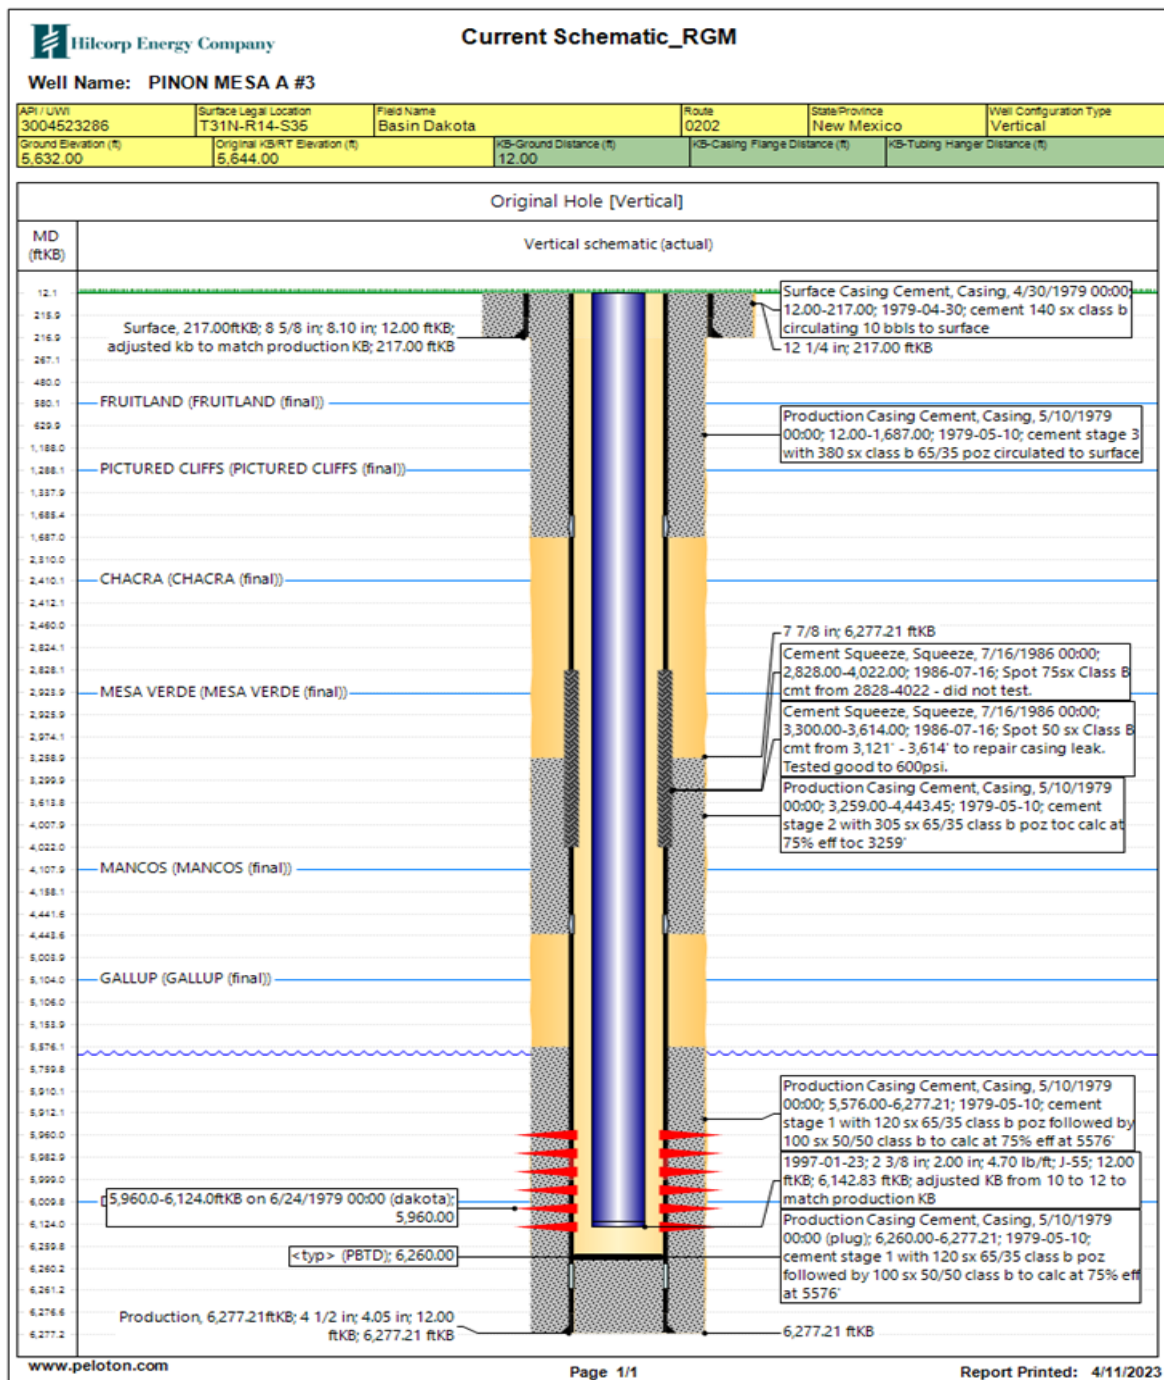 Hilcorp Energy Company
Current Schematic_RGM
Well Name: PINON MESA A #3
API / UWI
3004523286
Surface Legal Location
T31N-R14-S35
Field Name
Basin Dakota
Route
0202
State/Province
New Mexico
Well Configuration Type
Vertical
Ground Elevation (ft)
5,632.00
Original KB/RT Elevation (ft)
5,644.00
KB-Ground Distance (ft)
12.00
KB-Casing Flange Distance (ft)
KB-Tubing Hanger Distance (ft)
Original Hole [Vertical]
MD
(ftKB)
Vertical schematic (actual)
12.1
215.9
216.9
267.1
480.0
580.1
629.9
1,188.0
1,288.1
1,337.9
1,685.4
1,687.0
2,310.0
2,410.1
2,412.1
2,460.0
2,824.1
2,828.1
2,923.9
2,925.9
2,974.1
3,258.9
3,299.9
3,613.8
4,007.9
4,022.0
4,107.9
4,158.1
4,441.6
4,443.6
5,003.9
5,104.0
5,106.0
5,153.9
5,576.1
5,759.8
5,910.1
5,912.1
5,960.0
5,982.9
5,999.0
6,009.8
6,124.0
6,259.8
6,260.2
6,261.2
6,276.6
6,277.2
Surface, 217.00ftKB; 8 5/8 in; 8.10 in; 12.00 ftKB;
adjusted kb to match production KB; 217.00 ftKB
FRUITLAND (FRUITLAND (final))
PICTURED CLIFFS (PICTURED CLIFFS (final))
CHACRA (CHACRA (final))
MESA VERDE (MESA VERDE (final))
MANCOS (MANCOS (final))
GALLUP (GALLUP (final))
5,960.0-6,124.0ftKB on 6/24/1979 00:00 (dakota);
5,960.00
<typ> (PBTD); 6,260.00
Production, 6,277.21ftKB; 4 1/2 in; 4.05 in; 12.00
ftKB; 6,277.21 ftKB
Surface Casing Cement, Casing, 4/30/1979 00:00;
12.00-217.00; 1979-04-30; cement 140 sx class b
circulating 10 bbls to surface
12 1/4 in; 217.00 ftKB
Production Casing Cement, Casing, 5/10/1979
00:00; 12.00-1,687.00; 1979-05-10; cement stage 3
with 380 sx class b 65/35 poz circulated to surface
7 7/8 in; 6,277.21 ftKB
Cement Squeeze, Squeeze, 7/16/1986 00:00;
2,828.00-4,022.00; 1986-07-16; Spot 75sx Class B
cmt from 2828-4022 - did not test.
Cement Squeeze, Squeeze, 7/16/1986 00:00;
3,300.00-3,614.00; 1986-07-16; Spot 50 sx Class B
cmt from 3,121' - 3,614' to repair casing leak.
Tested good to 600psi.
Production Casing Cement, Casing, 5/10/1979
00:00; 3,259.00-4,443.45; 1979-05-10; cement
stage 2 with 305 sx 65/35 class b poz toc calc at
75% eff toc 3259'
Production Casing Cement, Casing, 5/10/1979
00:00; 5,576.00-6,277.21; 1979-05-10; cement
stage 1 with 120 sx 65/35 class b poz followed by
100 sx 50/50 class b to calc at 75% eff at 5576'
1997-01-23; 2 3/8 in; 2.00 in; 4.70 lb/ft; J-55; 12.00
ftKB; 6,142.83 ftKB; adjusted KB from 10 to 12 to
match production KB
Production Casing Cement, Casing, 5/10/1979
00:00 (plug); 6,260.00-6,277.21; 1979-05-10;
cement stage 1 with 120 sx 65/35 class b poz
followed by 100 sx 50/50 class b to calc at 75% eff
at 5576'
6,277.21 ftKB
www.peloton.com
Page 1/1
Report Printed: 4/11/2023